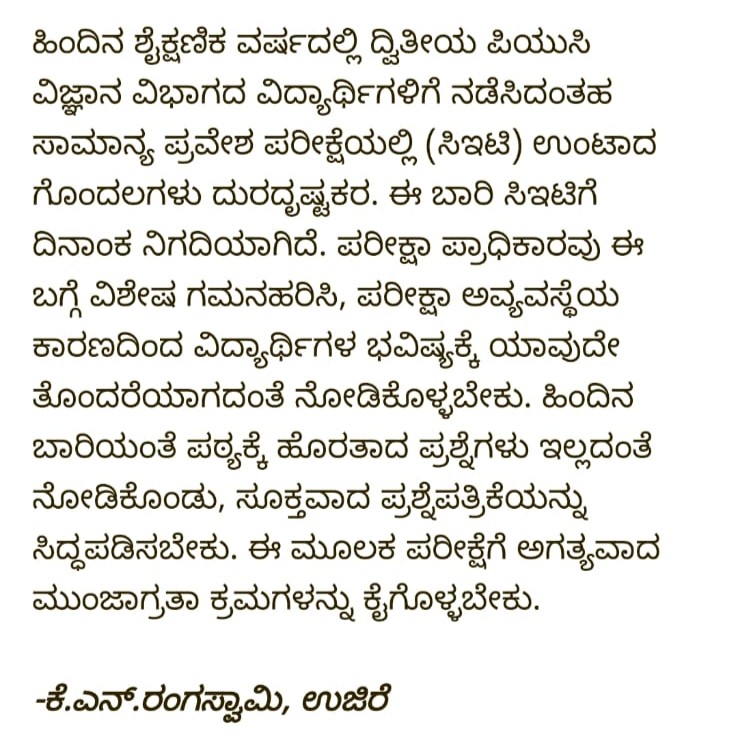 ಹಿಂದಿನ ಶೈಕ್ಷಣಿಕ ವರ್ಷದಲ್ಲಿ ದ್ವಿತೀಯ ಪಿಯುಸಿ
ವಿಜ್ಞಾನ ವಿಭಾಗದ ವಿದ್ಯಾರ್ಥಿಗಳಿಗೆ ನಡೆಸಿದಂತಹ
ಸಾಮಾನ್ಯ ಪ್ರವೇಶ ಪರೀಕ್ಷೆಯಲ್ಲಿ (ಸಿಇಟಿ) ಉಂಟಾದ
ಗೊಂದಲಗಳು ದುರದೃಷ್ಟಕರ. ಈ ಬಾರಿ ಸಿಇಟಿಗೆ
ದಿನಾಂಕ ನಿಗದಿಯಾಗಿದೆ. ಪರೀಕ್ಷಾ ಪ್ರಾಧಿಕಾರವು ಈ
ಬಗ್ಗೆ ವಿಶೇಷ ಗಮನಹರಿಸಿ, ಪರೀಕ್ಷಾ ಅವ್ಯವಸ್ಥೆಯ
ಕಾರಣದಿಂದ ವಿದ್ಯಾರ್ಥಿಗಳ ಭವಿಷ್ಯಕ್ಕೆ ಯಾವುದೇ
ತೊಂದರೆಯಾಗದಂತೆ ನೋಡಿಕೊಳ್ಳಬೇಕು. ಹಿಂದಿನ
ಬಾರಿಯಂತೆ ಪಠ್ಯಕ್ಕೆ ಹೊರತಾದ ಪ್ರಶ್ನೆಗಳು ಇಲ್ಲದಂತೆ
ನೋಡಿಕೊಂಡು, ಸೂಕ್ತವಾದ ಪ್ರಶ್ನೆಪತ್ರಿಕೆಯನ್ನು
ಸಿದ್ಧಪಡಿಸಬೇಕು. ಈ ಮೂಲಕ ಪರೀಕ್ಷೆಗೆ ಅಗತ್ಯವಾದ
ಮುಂಜಾಗ್ರತಾ ಕ್ರಮಗಳನ್ನು ಕೈಗೊಳ್ಳಬೇಕು.
-ಕೆ.ಎನ್.ರಂಗಸ್ವಾಮಿ, ಉಜಿರೆ